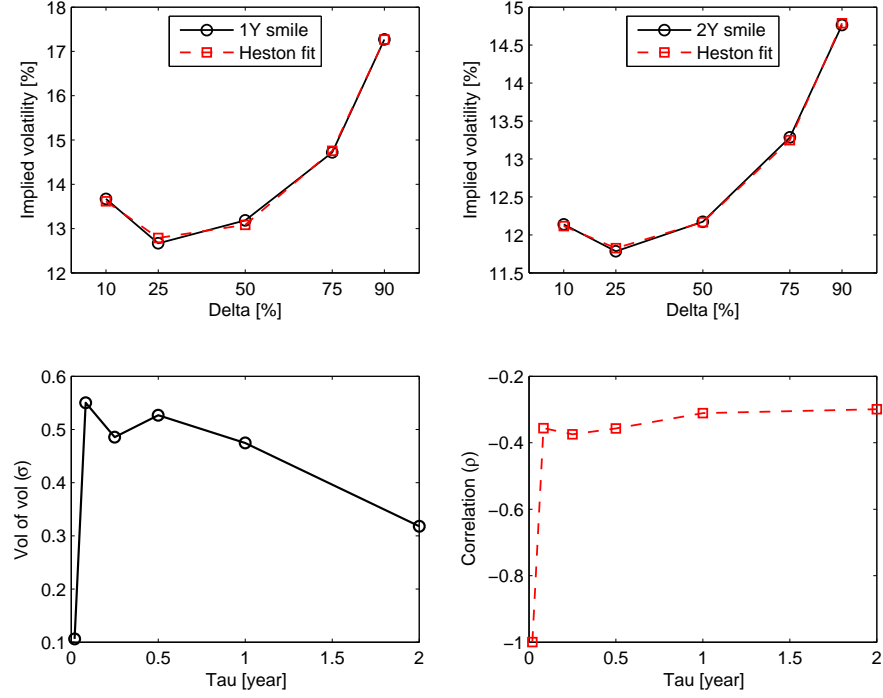 18
17
16
15
14
13
12
Implied volatility [%]
1Y smile
Heston fit
10 25 50 75 90
Delta [%]
15
14.5
14
13.5
13
12.5
12
11.5
Implied volatility [%]
2Y smile
Heston fit
10 25 50 75 90
Delta [%]
0.6
0.5
0.4
0.3
0.2
0.1
Vol of vol (σ)
0 0.5 1 1.5 2
Tau [year]
−0.2
−0.4
−0.6
−0.8
−1
Correlation (ρ)
0 0.5 1 1.5 2
Tau [year]